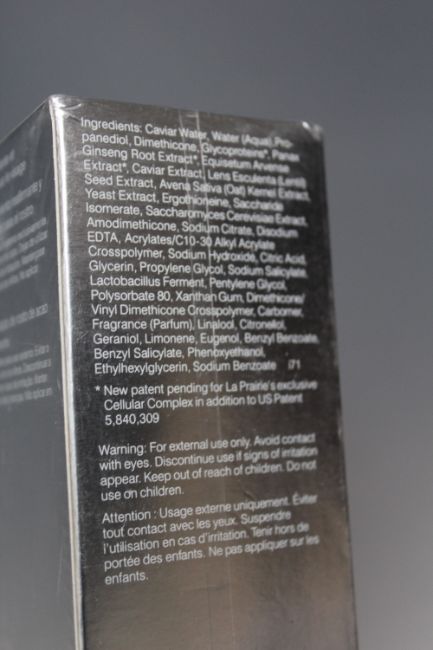 Ingredients: Caviar Water, Water (Aqua), Pro-
panediol, Dimethicone, Glycoproteins*, Panax
Ginseng Root Extract*, Equisetum Arvense
Extract*, Caviar Extract, Lens Esculenta (Lentil)
Seed Extract, Avena Sativa (Oat) Kernel Extract,
Yeast Extract, Ergothioneine, Saccharide
Isomerate, Saccharomyces Cerevisiae Extract,
Amodimethicone, Sodium Citrate, Disodium
EDTA, Acrylates/C10-30 Alkyl Acrylate
Crosspolymer, Sodium Hydroxide, Citric Acid,
Glycerin, Propylene Glycol, Sodium Salicylate,
Lactobacillus Ferment, Pentylene Glycol,
Polysorbate 80, Xanthan Gum, Dimethicone/
Vinyl Dimethicone Crosspolymer, Carbomer,
Fragrance (Parfum), Linalool, Citronellol,
Geraniol, Limonene, Eugenol, Benzyl Benzoate,
Benzyl Salicylate, Phenoxyethanol,
Ethylhexylglycerin, Sodium Benzoate i71
* New patent pending for La Prairie's exclusive
Cellular Complex in addition to US Patent
5,840,309
Warning: For external use only. Avoid contact
with eyes. Discontinue use if signs of irritation
appear. Keep out of reach of children. Do not
use on children.
Attention : Usage externe uniquement. Éviter
tout contact avec les yeux. Suspendre
l'utilisation en cas d'irritation. Tenir hors de
portée des enfants. Ne pas appliquer sur les
enfants.